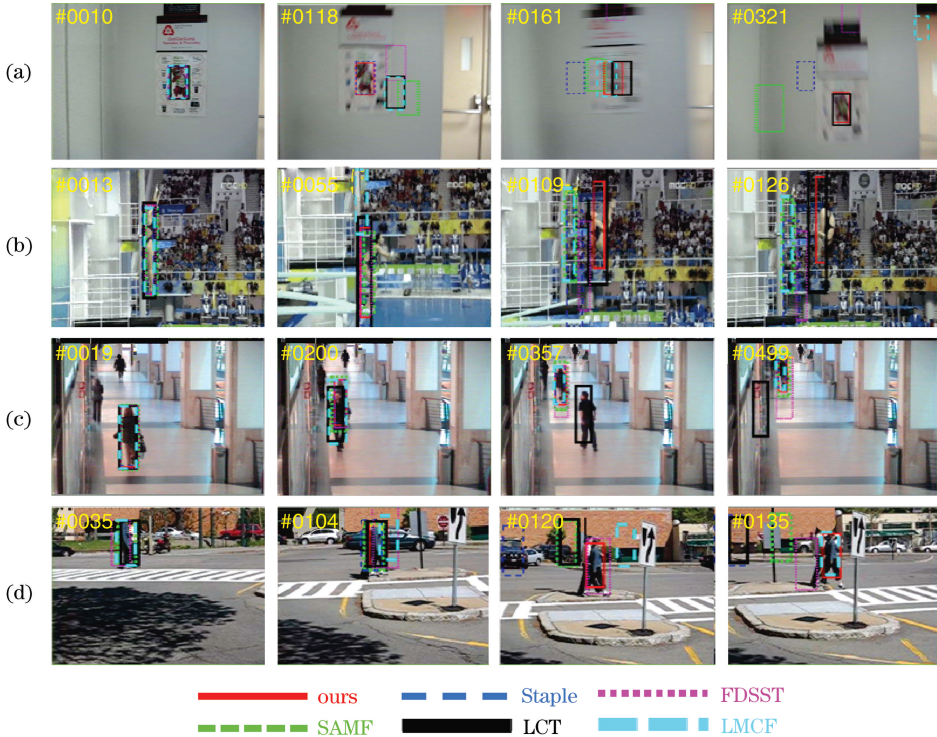 #0010 #0118 #0161 #0321
(a)
#0013 #0055 #0109 #0126
(b)
#0019 #0200 #0357 #0499
(c)
#0035 #0104 #0120 #0135
(d)
ours Staple FDSST
SAMF LCT LMCF